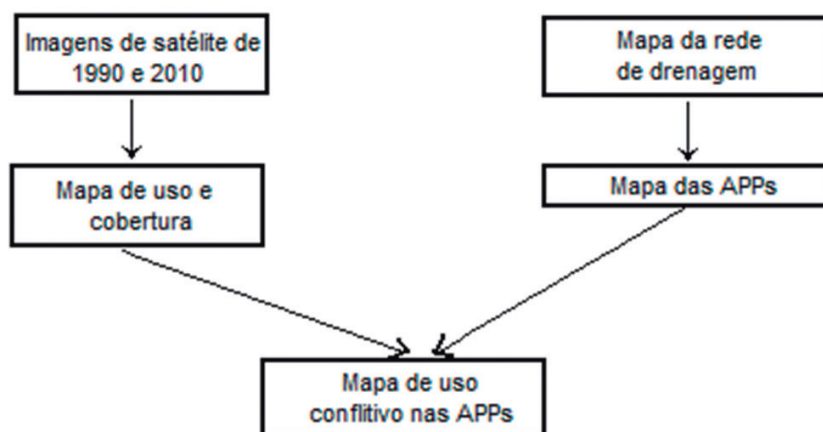 Imagens de satélite de
1990 e 2010
Mapa da rede
de drenagem
Mapa de uso e
cobertura
Mapa das APPs
Mapa de uso
conflitivo nas APPs